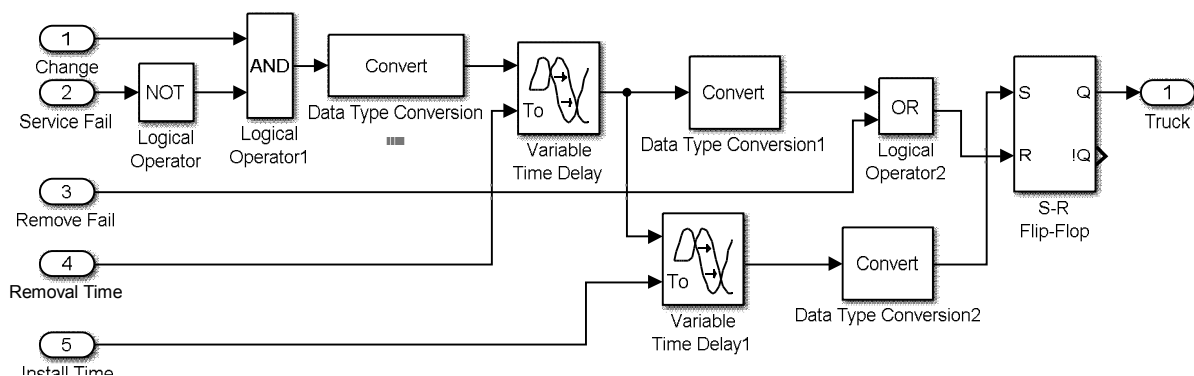 1
Change
2
Service Fail
NOT
Logical
Operator
AND
Logical
Operator1
Convert
Data Type Conversion
To
Variable
Time Delay
Convert
Data Type Conversion1
OR
Logical
Operator2
S Q
R !Q
S-R
Flip-Flop
1
Truck
3
Remove Fail
4
Removal Time
To
Variable
Time Delay1
Convert
Data Type Conversion2
5
Install Time